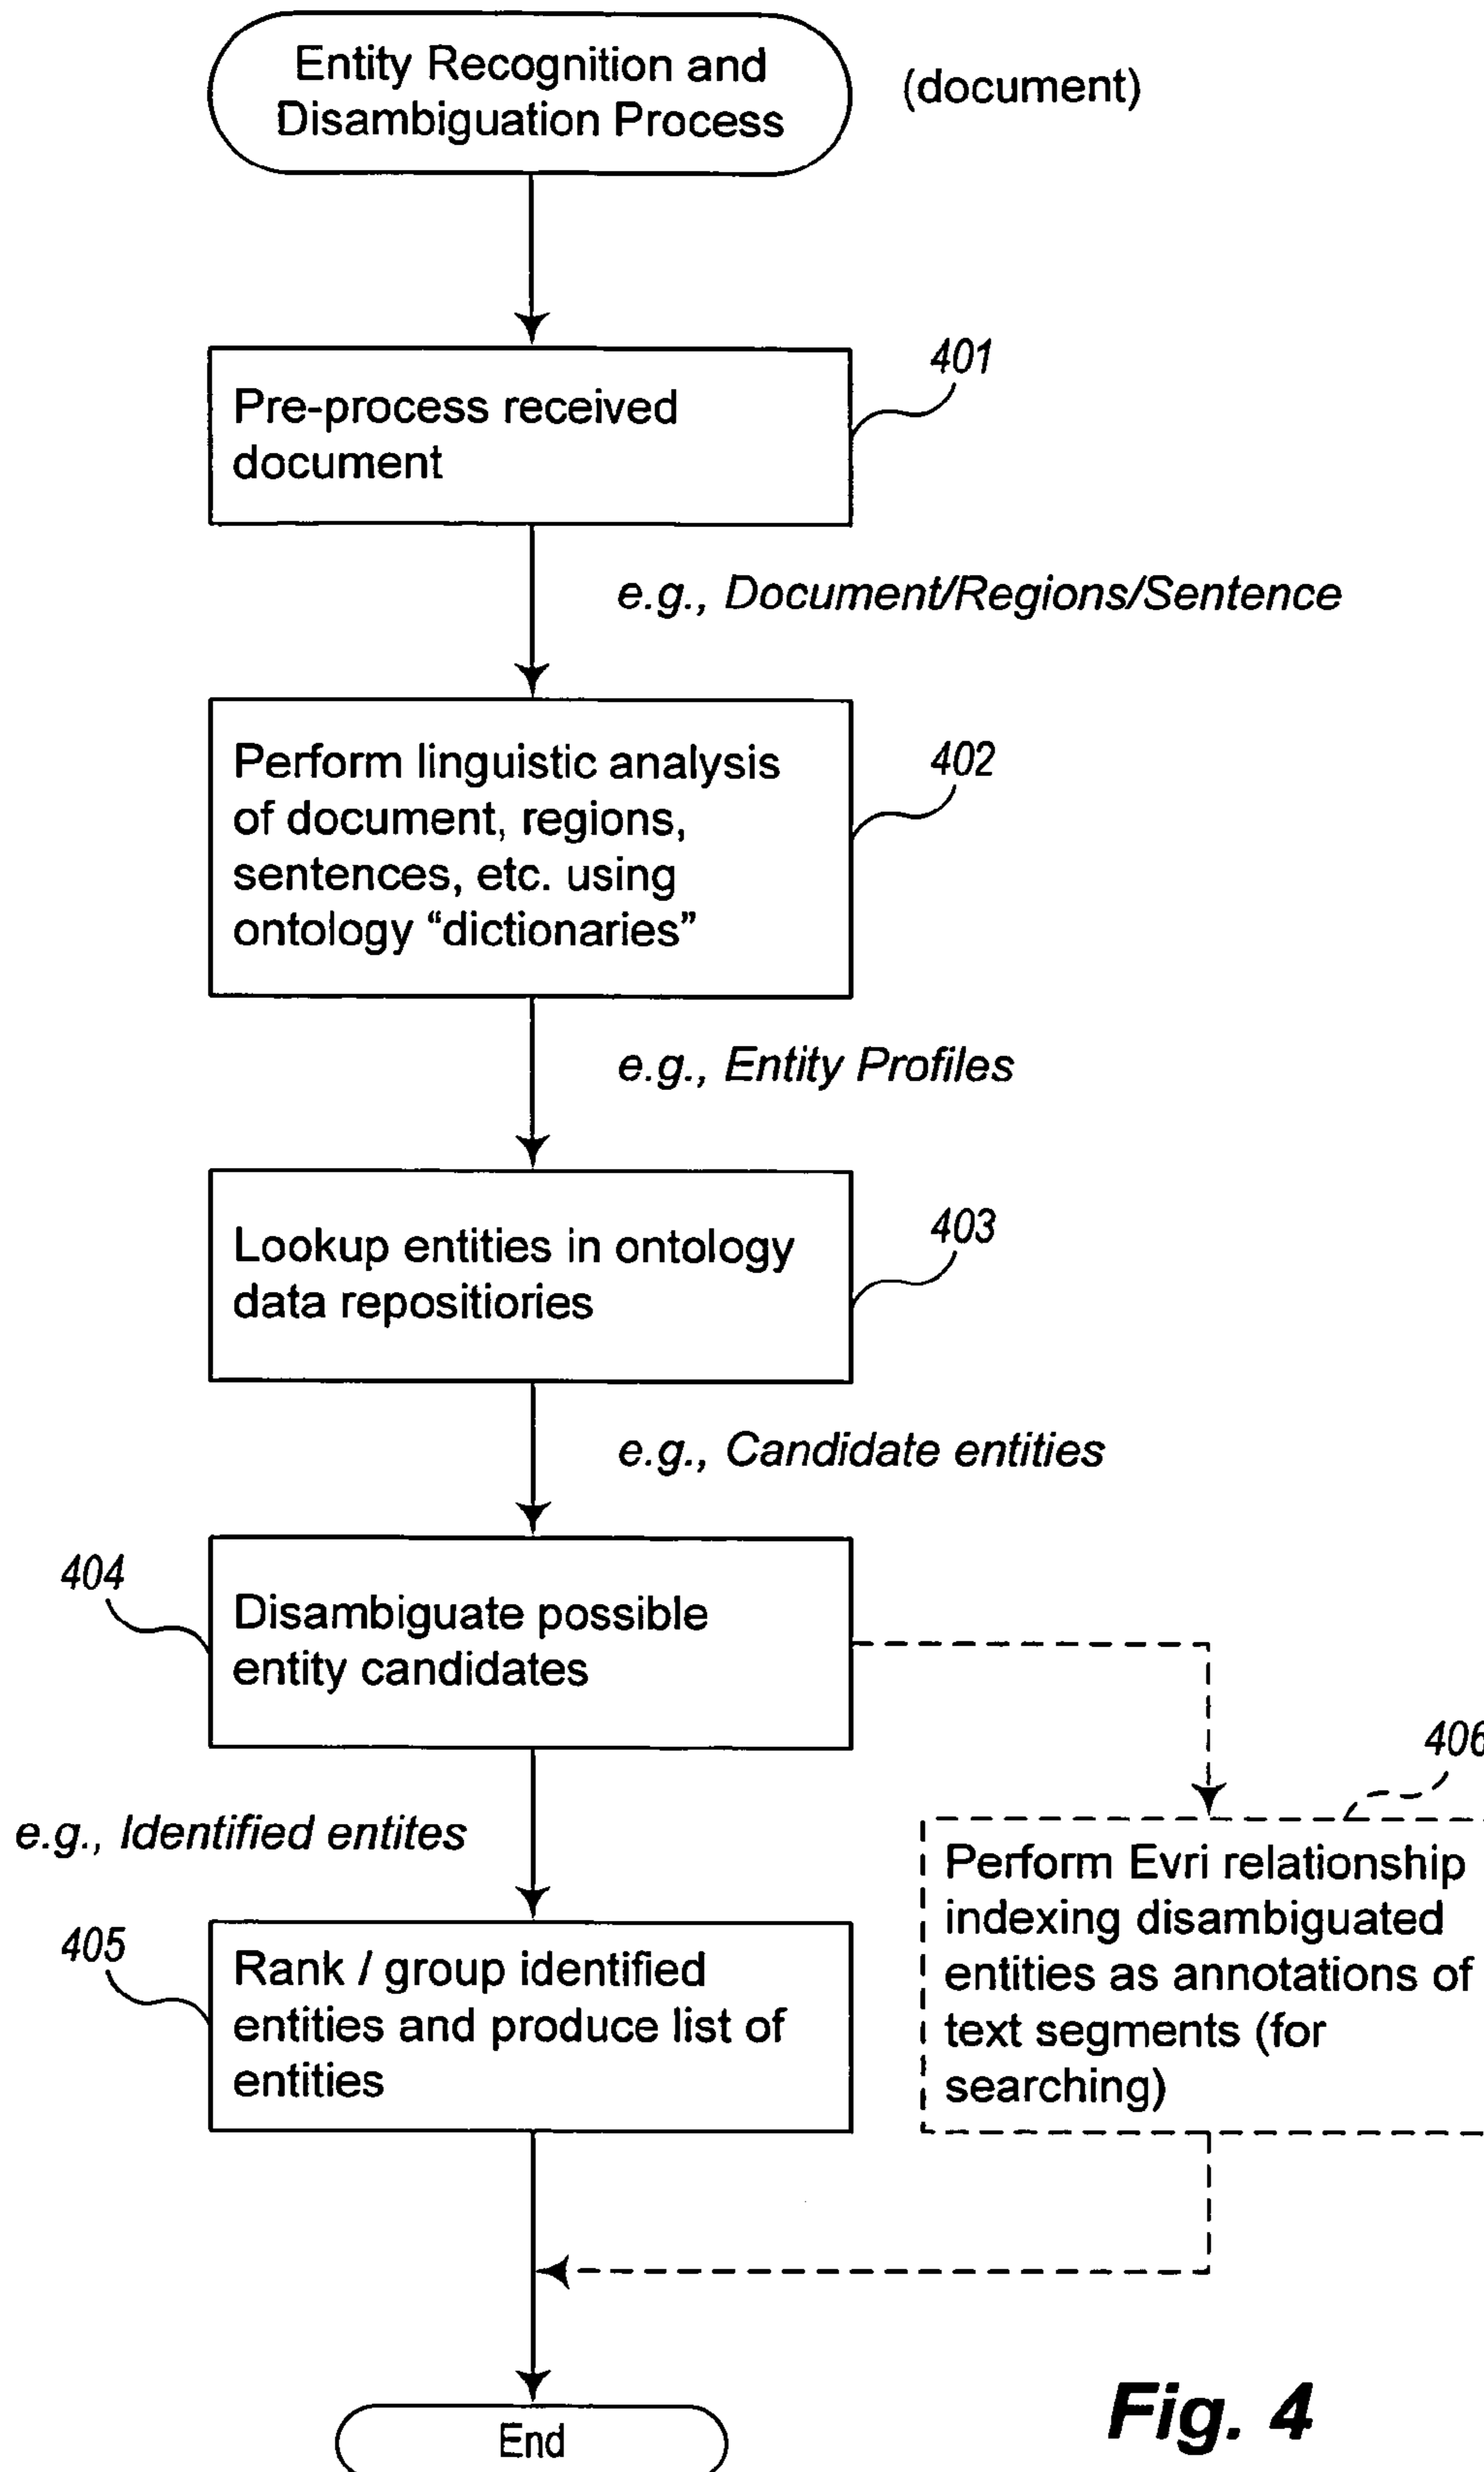 Entity Recognition and
Disambiguation Process
(document)
401
Pre-process received
document
e.g., Document/Regions/Sentence
402
Perform linguistic analysis
of document, regions,
sentences, etc. using
ontology “dictionaries”
e.g., Entity Profiles
403
Lookup entities in ontology
data repositiories
e.g., Candidate entities
404
Disambiguate possible
entity candidates
406
e.g., Identified entites
Perform Evri relationship
indexing disambiguated
entities as annotations of
text segments (for
searching)
405
Rank / group identified
entities and produce list of
entities
End
Fig. 4